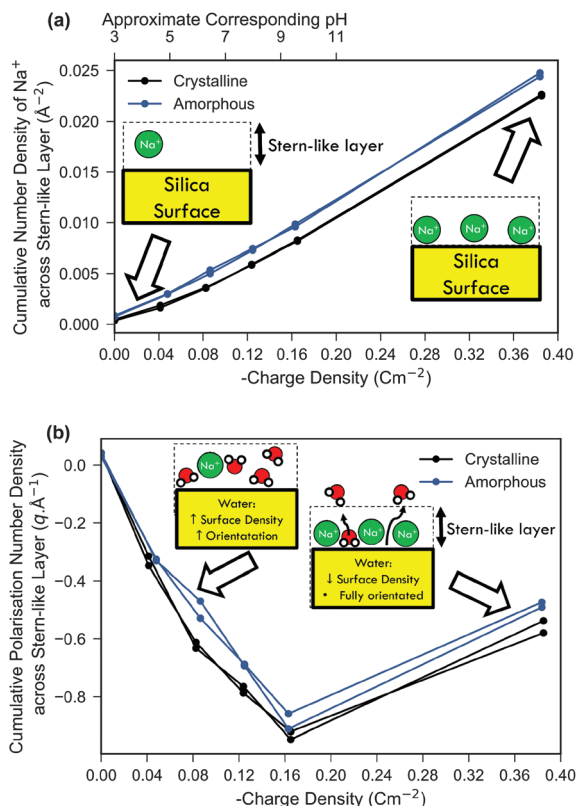 (a)
Approximate Corresponding pH
3 4 5 6 7 8 9 10 11
Cumulative Number Density of Na⁺
across Stern-like Layer (Å⁻²)
0.025
0.020
0.015
0.010
0.005
0.000
Crystalline
Amorphous
Na⁺
Stern-like layer
Silica
Surface
Na⁺ Na⁺ Na⁺
Silica
Surface
0.00 0.04 0.08 0.12 0.16 0.20 0.24 0.28 0.32 0.36 0.40
-Charge Density (Cm⁻²)
(b)
Cumulative Polarisation Number Density
across Stern-like Layer (q.Å⁻¹)
0.0
−0.2
−0.4
−0.6
−0.8
Crystalline
Amorphous
Na⁺
Water:
↑ Surface Density
↑ Orientatation
Na⁺ Na⁺ Na⁺
Stern-like layer
Water:
↓ Surface Density
• Fully orientated
0.00 0.04 0.08 0.12 0.16 0.20 0.24 0.28 0.32 0.36 0.40
-Charge Density (Cm⁻²)